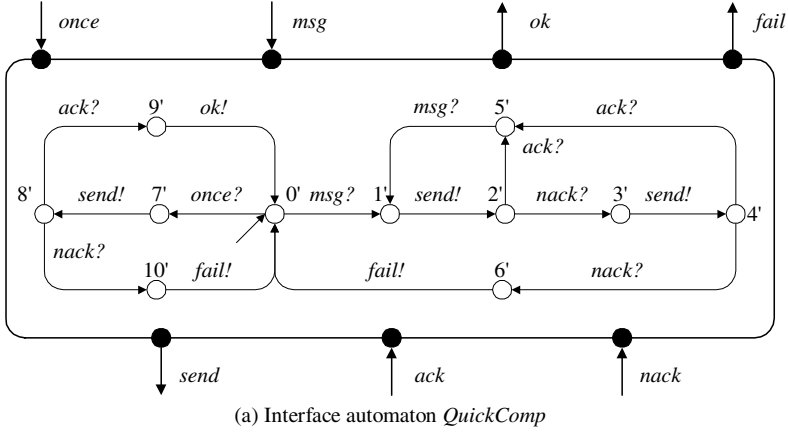 once msg ok fail
ack? 9' ok! msg? 5' ack?
ack?
8' send! 7' once? 0' msg? 1' send! 2' nack? 3' send! 4'
nack? 10' fail! fail! 6' nack?
send ack nack
(a) Interface automaton QuickComp